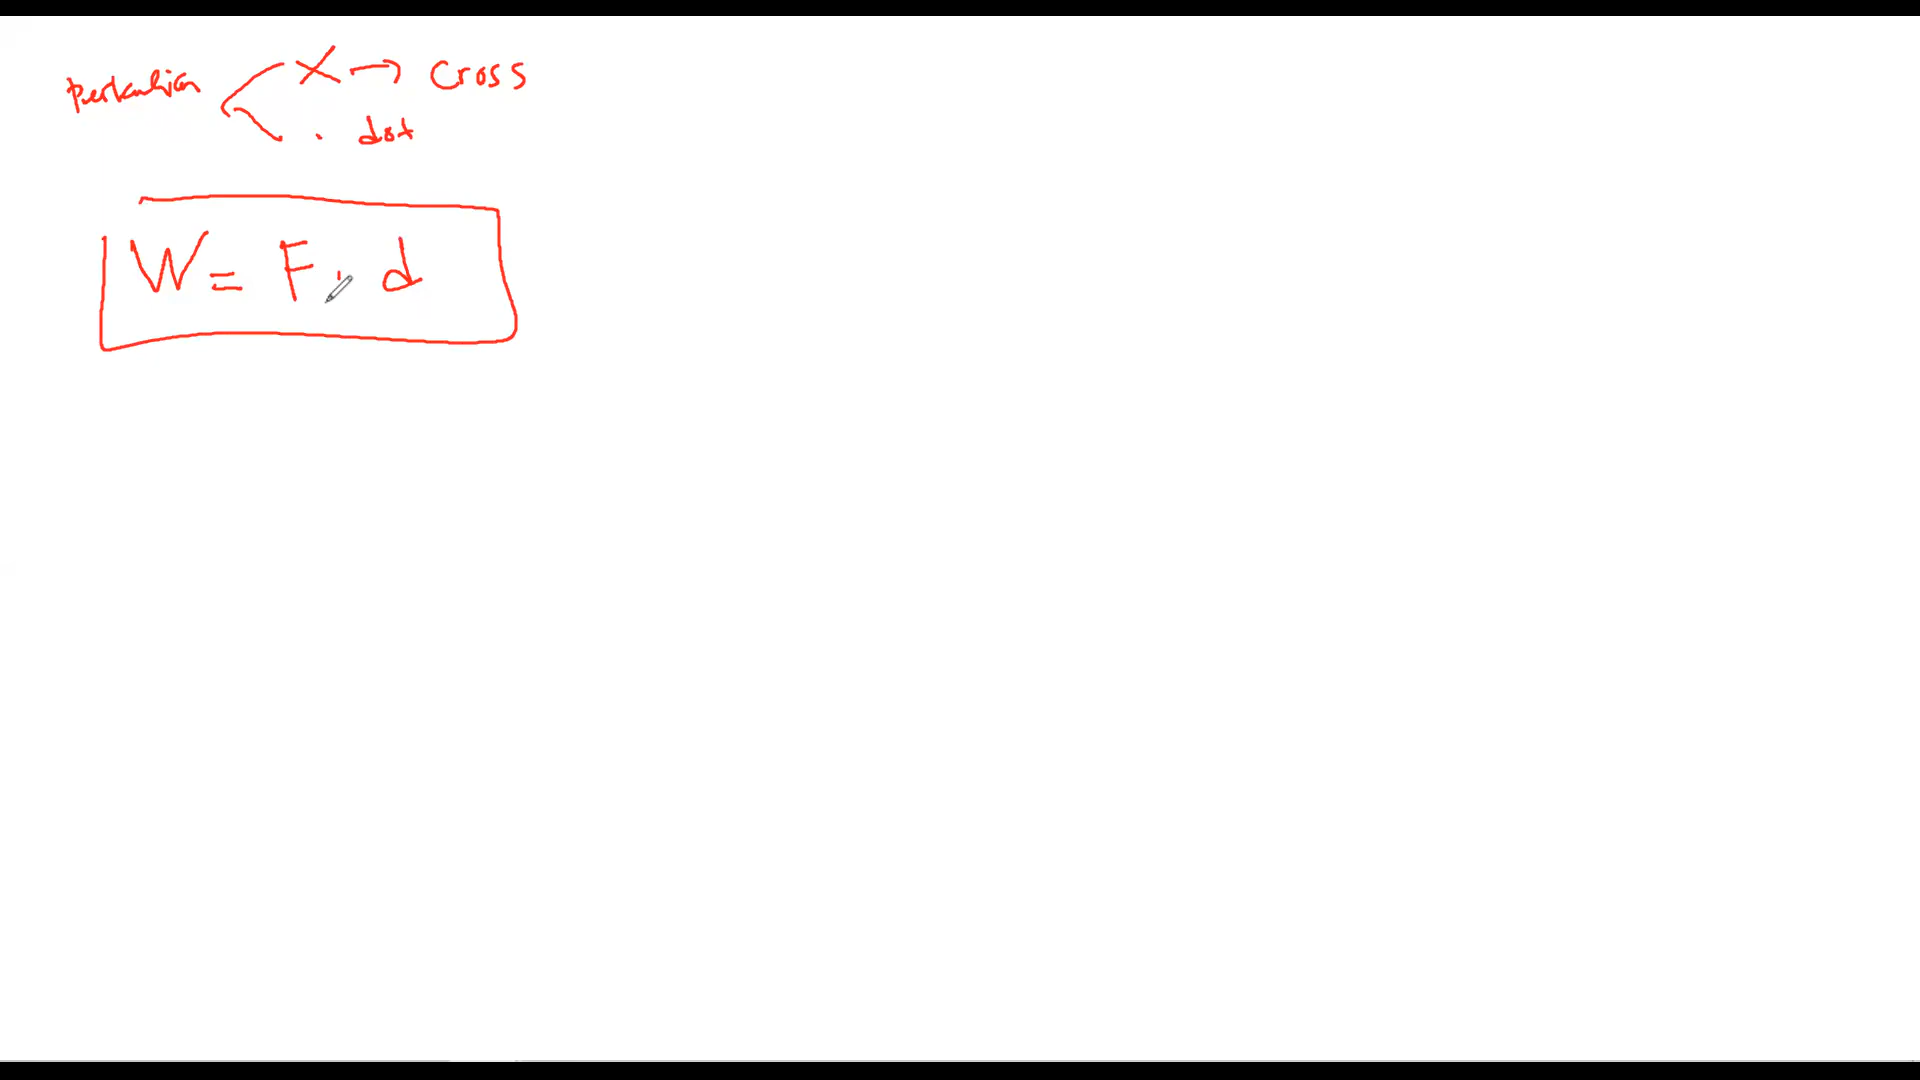 Perkalian × → Cross
. dot
W = F . d